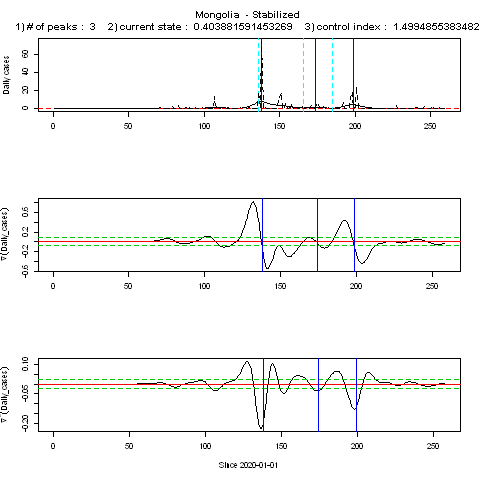 Mongolia - Stabilized
1) # of peaks : 3 2) current state : 0.403881591453269 3) control index : 1.4994855383482
Daily cases
0 20 40 60
0 50 100 150 200 250
∇(Daily_cases)
-0.6 -0.2 0.2 0.6
0 50 100 150 200 250
∇'(Daily_cases)
-0.20 -0.05 0.10
0 50 100 150 200 250
Since 2020-01-01